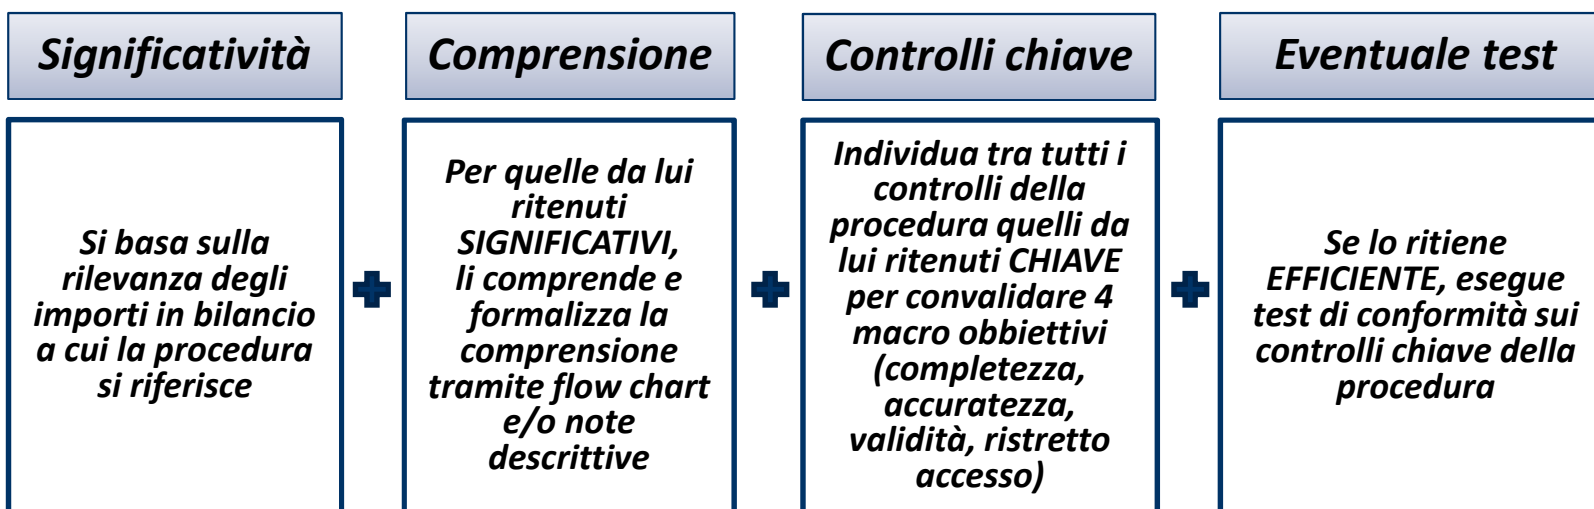 Significatività
Comprensione
Controlli chiave
Eventuale test
Si basa sulla
rilevanza degli
importi in bilancio
a cui la procedura
si riferisce
Per quelle da lui
ritenuti
SIGNIFICATIVI,
li comprende e
formalizza la
comprensione
tramite flow chart
e/o note
descrittive
Individua tra tutti i
controlli della
procedura quelli da
lui ritenuti CHIAVE
per convalidare 4
macro obbiettivi
(completezza,
accuratezza,
validità, ristretto
accesso)
Se lo ritiene
EFFICIENTE, esegue
test di conformità sui
controlli chiave della
procedura